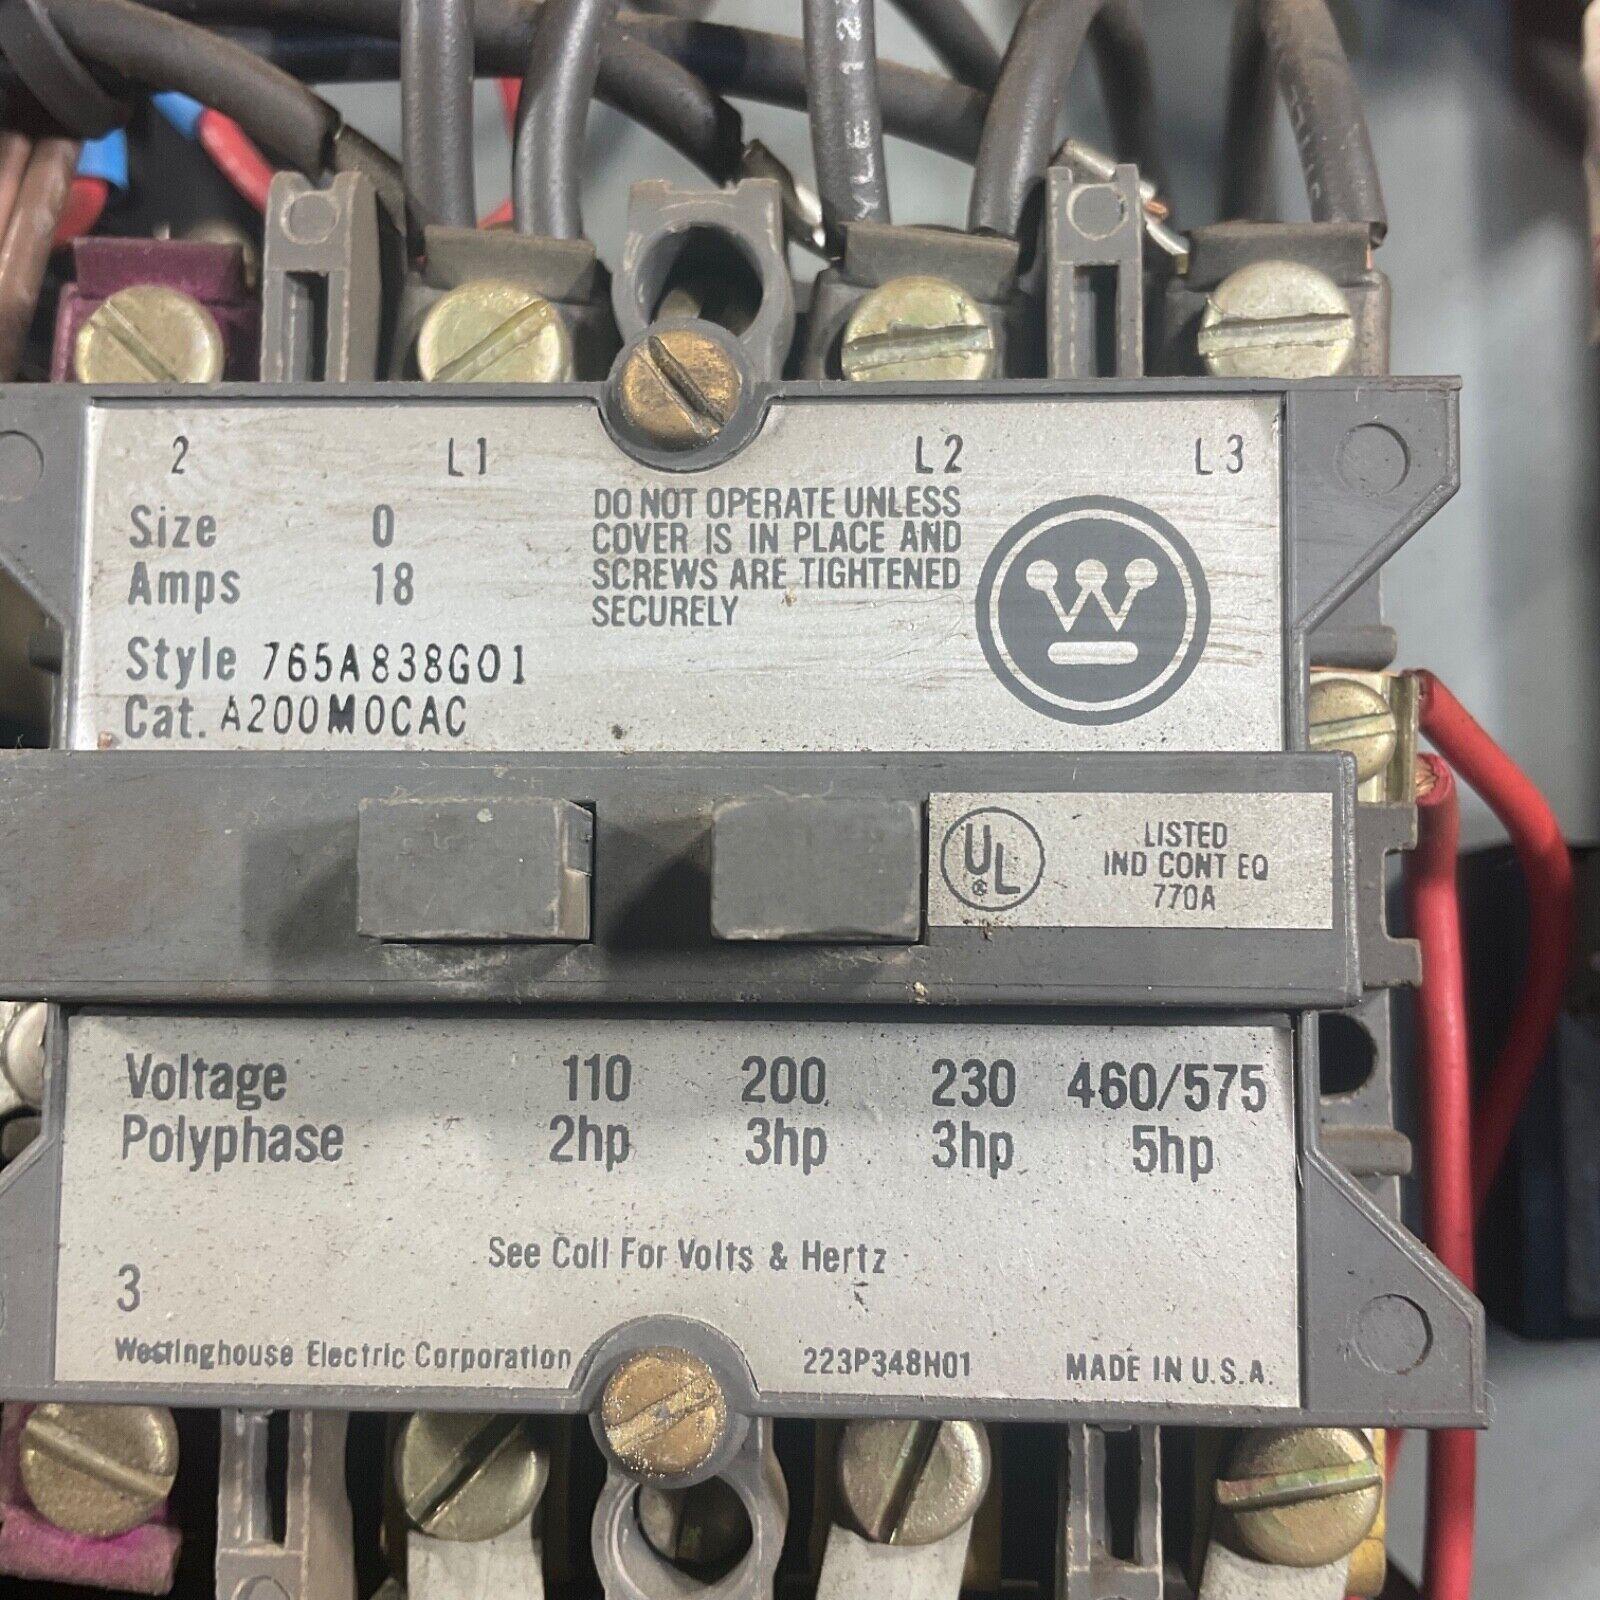 2 L1 L2 L3
Size 0
Amps 18
Style 765A838G01
Cat. A200M0CAC
DO NOT OPERATE UNLESS
COVER IS IN PLACE AND
SCREWS ARE TIGHTENED
SECURELY
W
UL
LISTED
IND CONT EQ
770A
Voltage 110 200 230 460/575
Polyphase 2hp 3hp 3hp 5hp
See Coil For Volts & Hertz
3
Westinghouse Electric Corporation 223P348H01 MADE IN U.S.A.